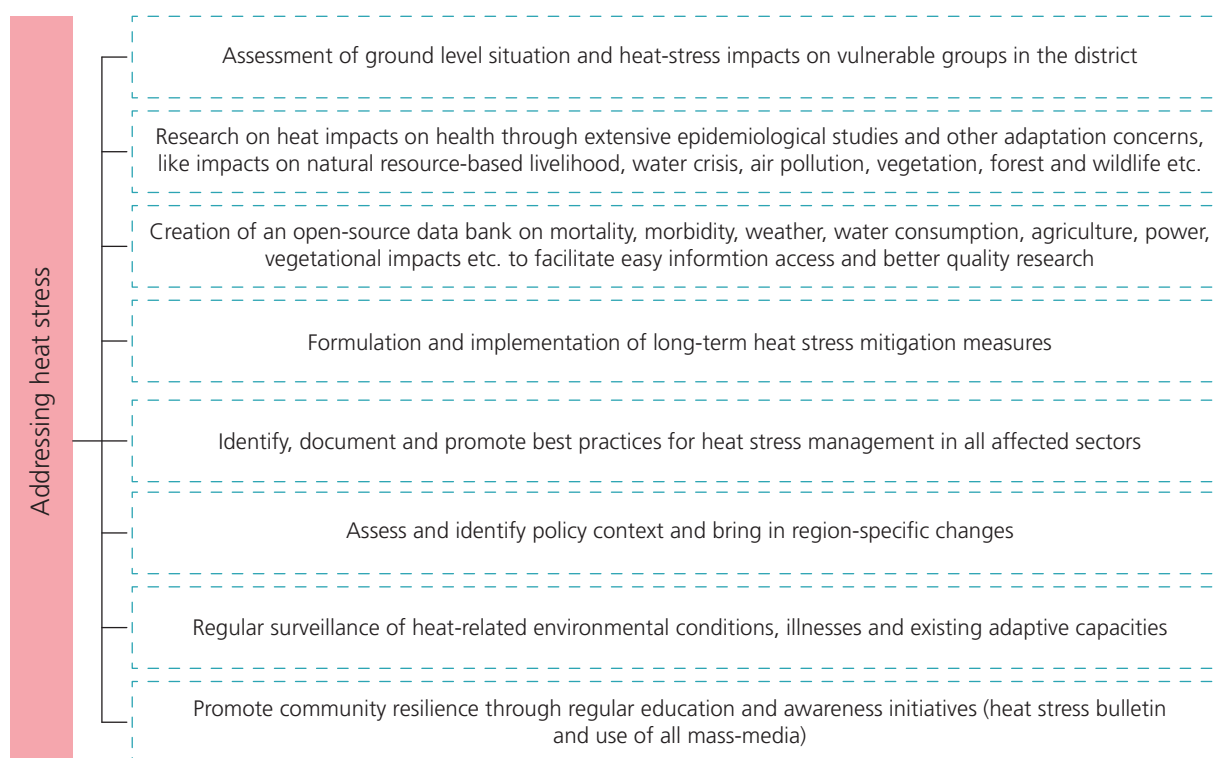 Addressing heat stress
Assessment of ground level situation and heat-stress impacts on vulnerable groups in the district
Research on heat impacts on health through extensive epidemiological studies and other adaptation concerns,
like impacts on natural resource-based livelihood, water crisis, air pollution, vegetation, forest and wildlife etc.
Creation of an open-source data bank on mortality, morbidity, weather, water consumption, agriculture, power,
vegetational impacts etc. to facilitate easy informtion access and better quality research
Formulation and implementation of long-term heat stress mitigation measures
Identify, document and promote best practices for heat stress management in all affected sectors
Assess and identify policy context and bring in region-specific changes
Regular surveillance of heat-related environmental conditions, illnesses and existing adaptive capacities
Promote community resilience through regular education and awareness initiatives (heat stress bulletin
and use of all mass-media)